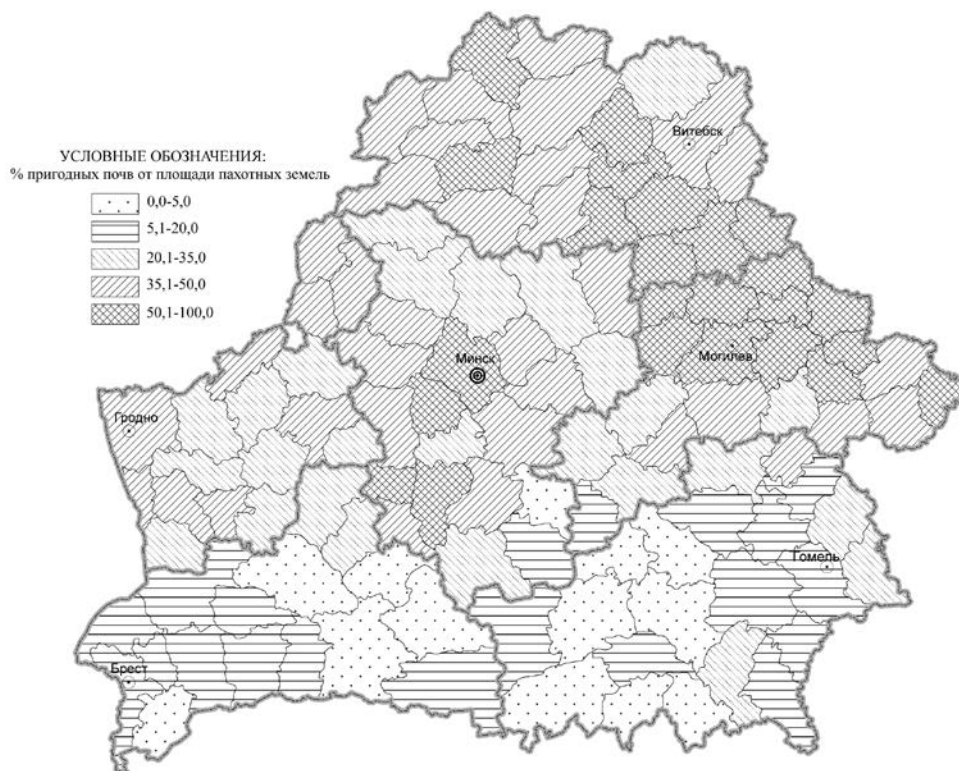 Витебск
УСЛОВНЫЕ ОБОЗНАЧЕНИЯ:
% пригодных почв от площади пахотных земель
0,0-5,0
5,1-20,0
20,1-35,0
35,1-50,0
50,1-100,0
Минск
Могилев
Гродно
Гомель
Брест